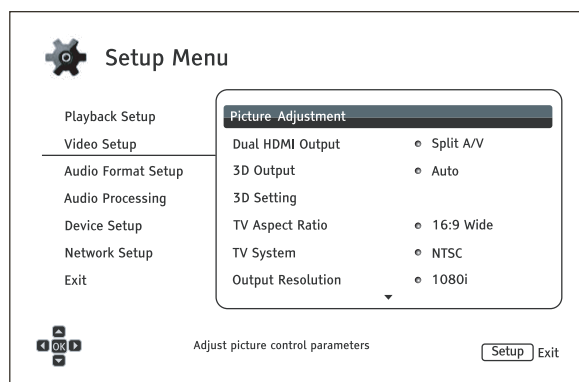 Setup Menu
Playback Setup
Video Setup
Audio Format Setup
Audio Processing
Device Setup
Network Setup
Exit
Picture Adjustment
Dual HDMI Output Split A/V
3D Output Auto
3D Setting
TV Aspect Ratio 16:9 Wide
TV System NTSC
Output Resolution 1080i
OK
Adjust picture control parameters
Setup Exit